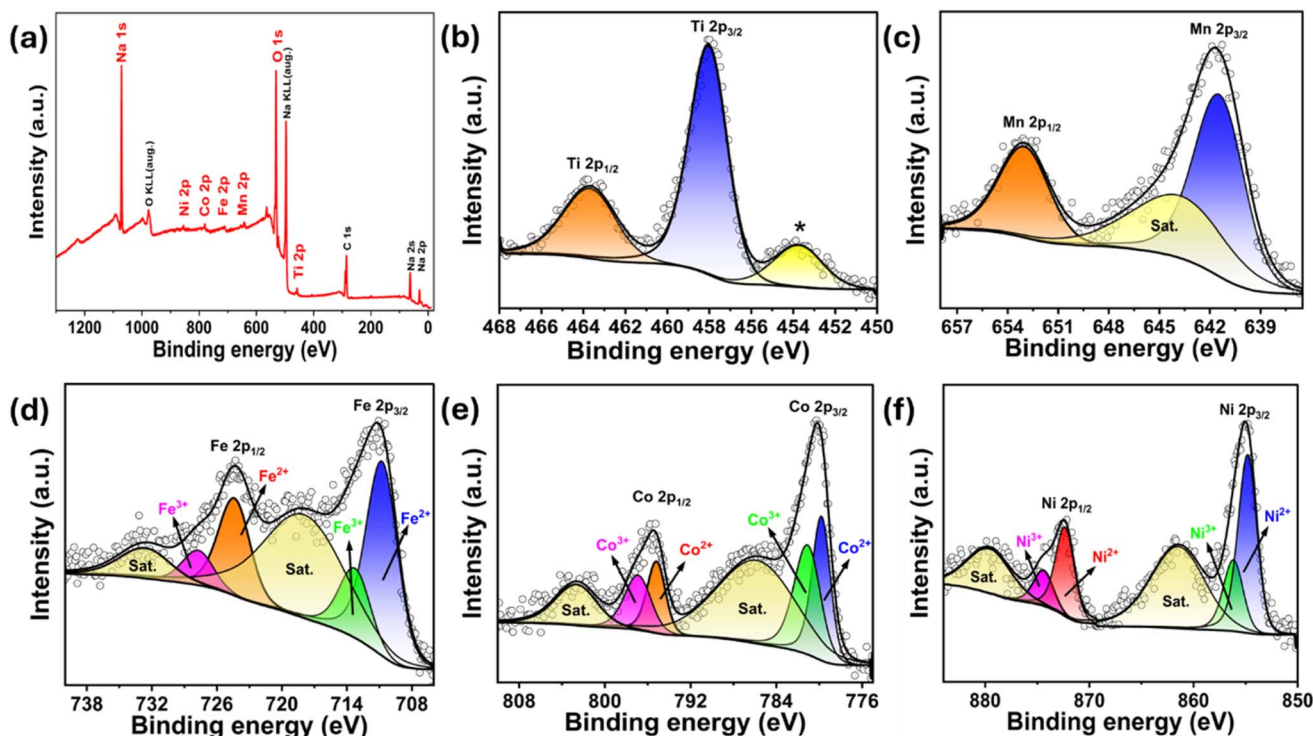 (a)
Na 1s
O KLL(aug.)
Ni 2p
Co 2p
Fe 2p
Mn 2p
O 1s
Na KLL(aug.)
Ti 2p
C 1s
Na 2s
Na 2p
Intensity (a.u.)
1200 1000 800 600 400 200 0
Binding energy (eV)
(b)
Ti 2p1/2
Ti 2p3/2
*
Intensity (a.u.)
468 466 464 462 460 458 456 454 452 450
Binding energy (eV)
(c)
Mn 2p1/2
Mn 2p3/2
Sat.
Intensity (a.u.)
657 654 651 648 645 642 639
Binding energy (eV)
(d)
Fe 2p3/2
Fe 2p1/2
Fe2+
Fe3+
Fe3+
Fe2+
Sat.
Sat.
Intensity (a.u.)
738 732 726 720 714 708
Binding energy (eV)
(e)
Co 2p3/2
Co 2p1/2
Co3+
Co3+
Co2+
Co2+
Sat.
Sat.
Intensity (a.u.)
808 800 792 784 776
Binding energy (eV)
(f)
Ni 2p3/2
Ni 2p1/2
Ni3+
Ni2+
Ni3+
Ni2+
Sat.
Sat.
Intensity (a.u.)
880 870 860 850
Binding energy (eV)